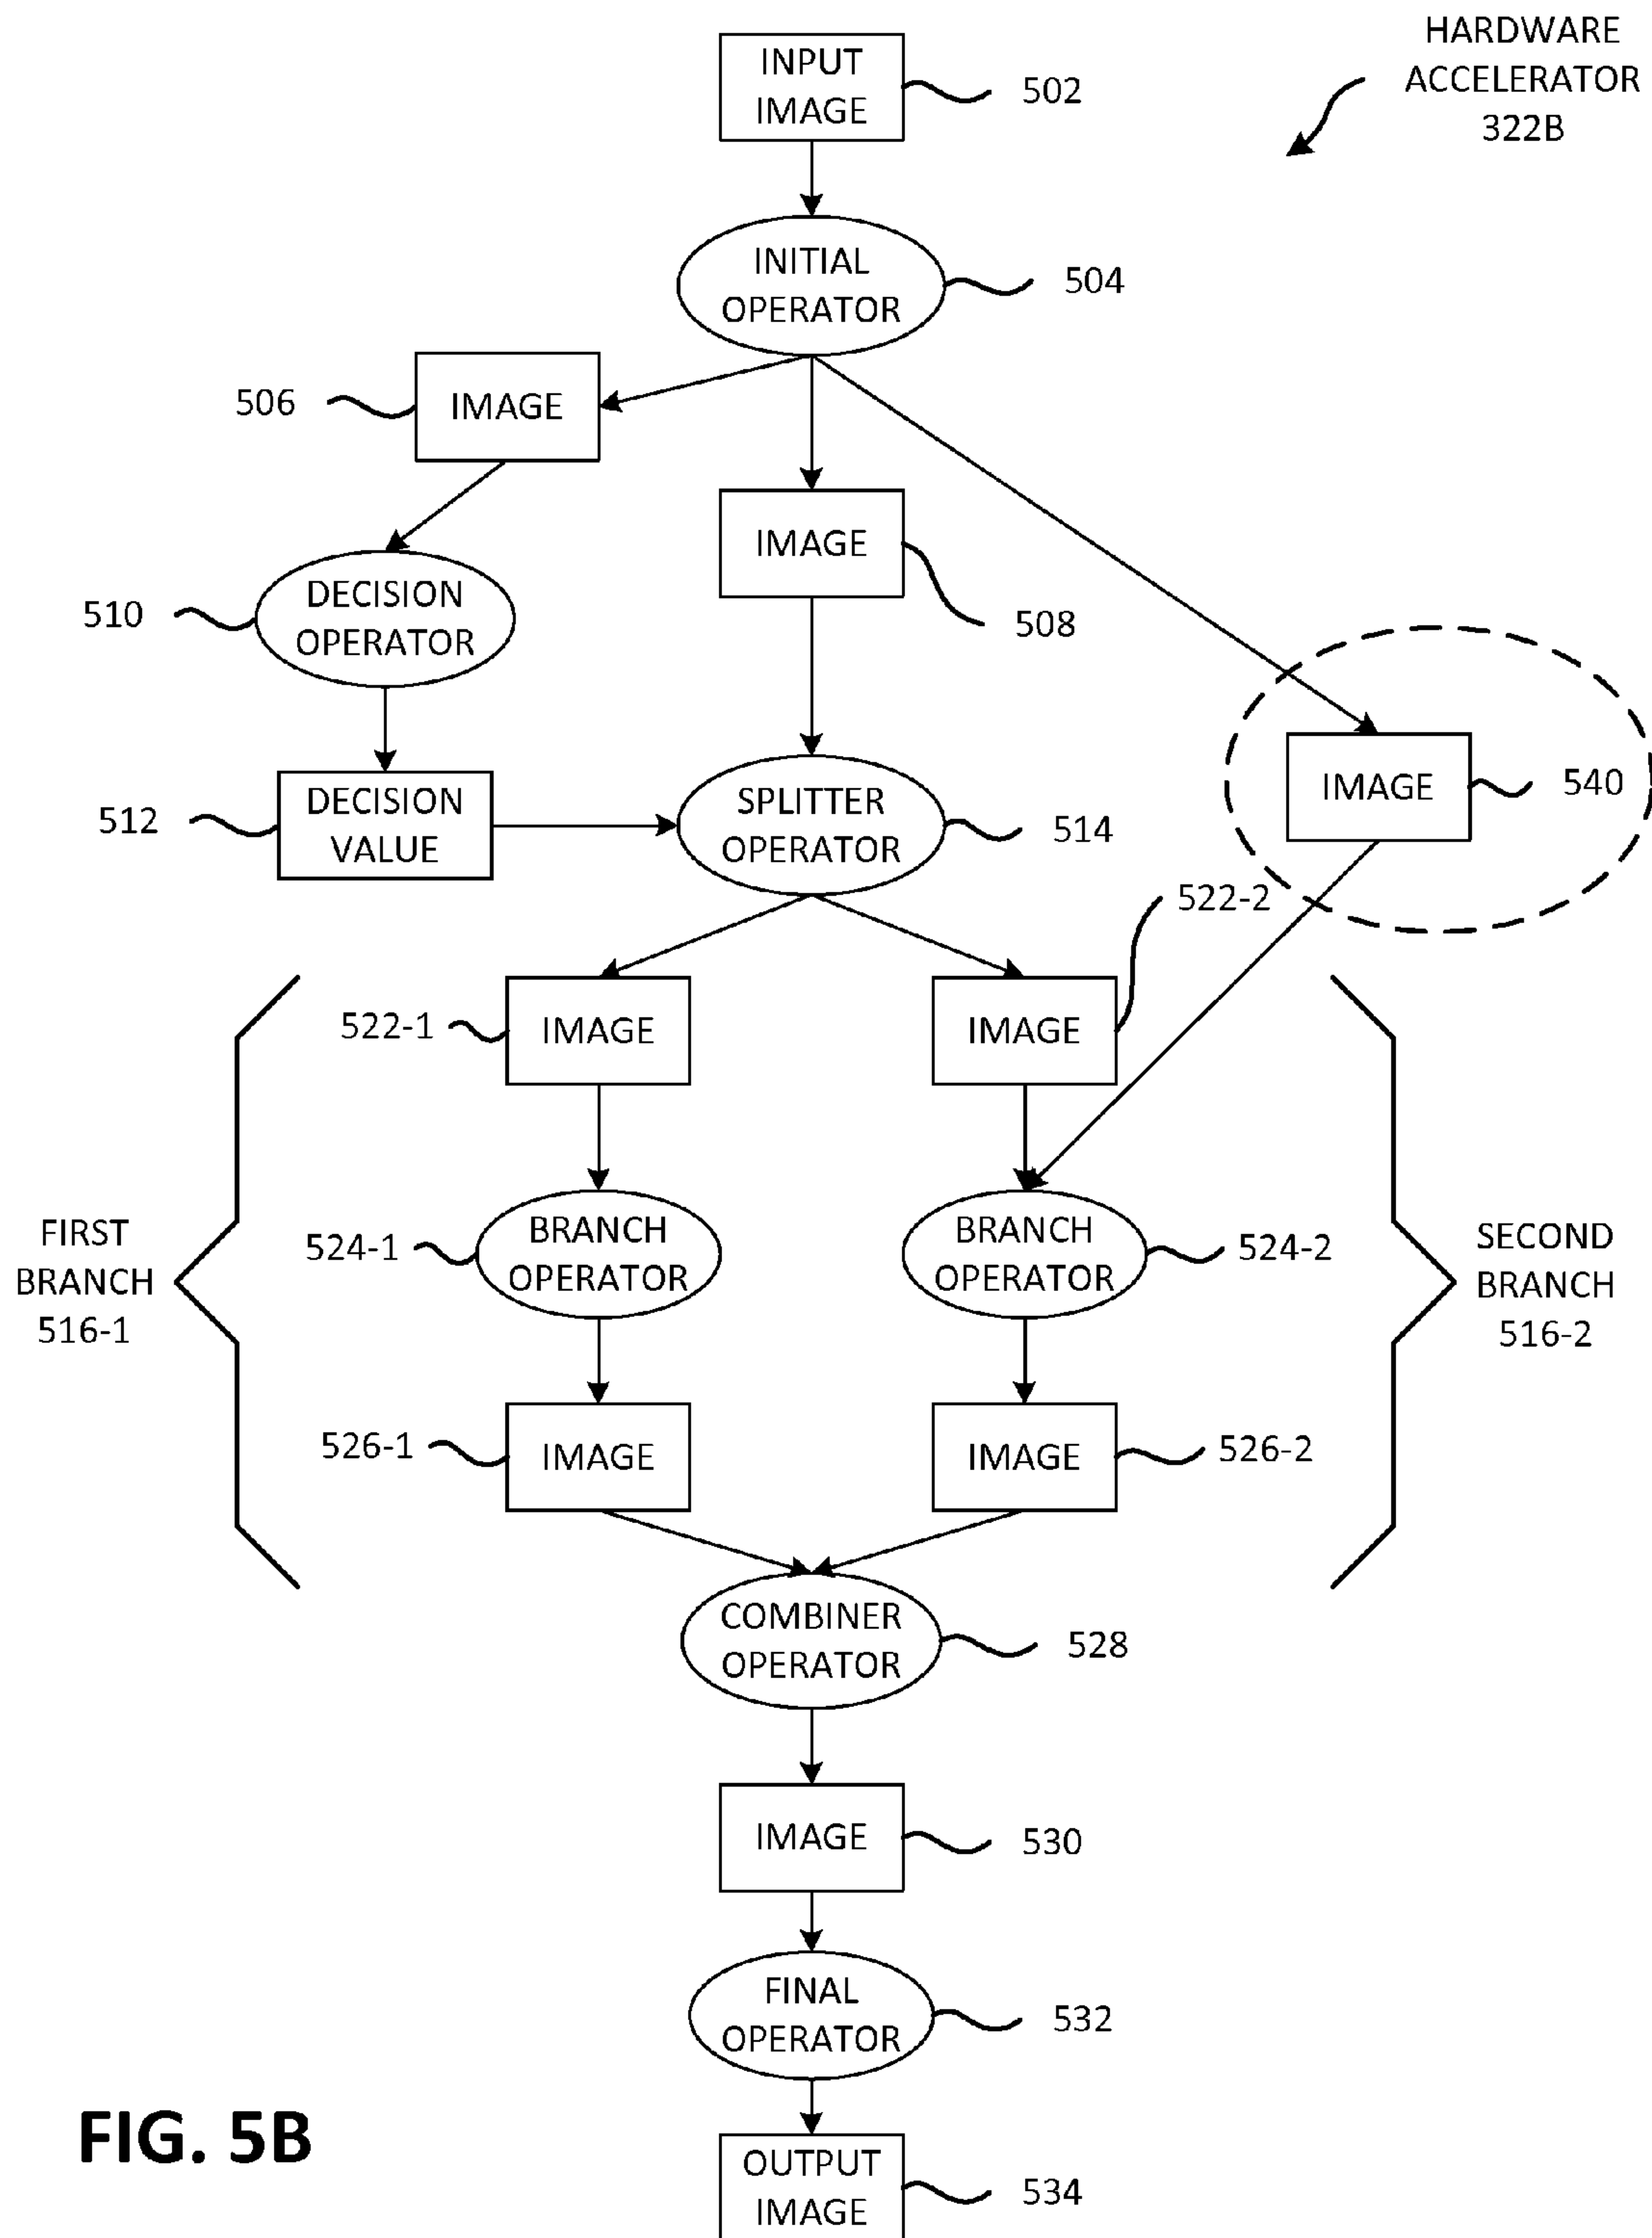 HARDWARE
ACCELERATOR
322B
INPUT
IMAGE
502
INITIAL
OPERATOR
504
506
IMAGE
IMAGE
508
510
DECISION
OPERATOR
IMAGE
540
512
DECISION
VALUE
SPLITTER
OPERATOR
514
522-2
522-1
IMAGE
IMAGE
FIRST
BRANCH
516-1
524-1
BRANCH
OPERATOR
BRANCH
OPERATOR
524-2
SECOND
BRANCH
516-2
526-1
IMAGE
IMAGE
526-2
COMBINER
OPERATOR
528
IMAGE
530
FINAL
OPERATOR
532
FIG. 5B
OUTPUT
IMAGE
534